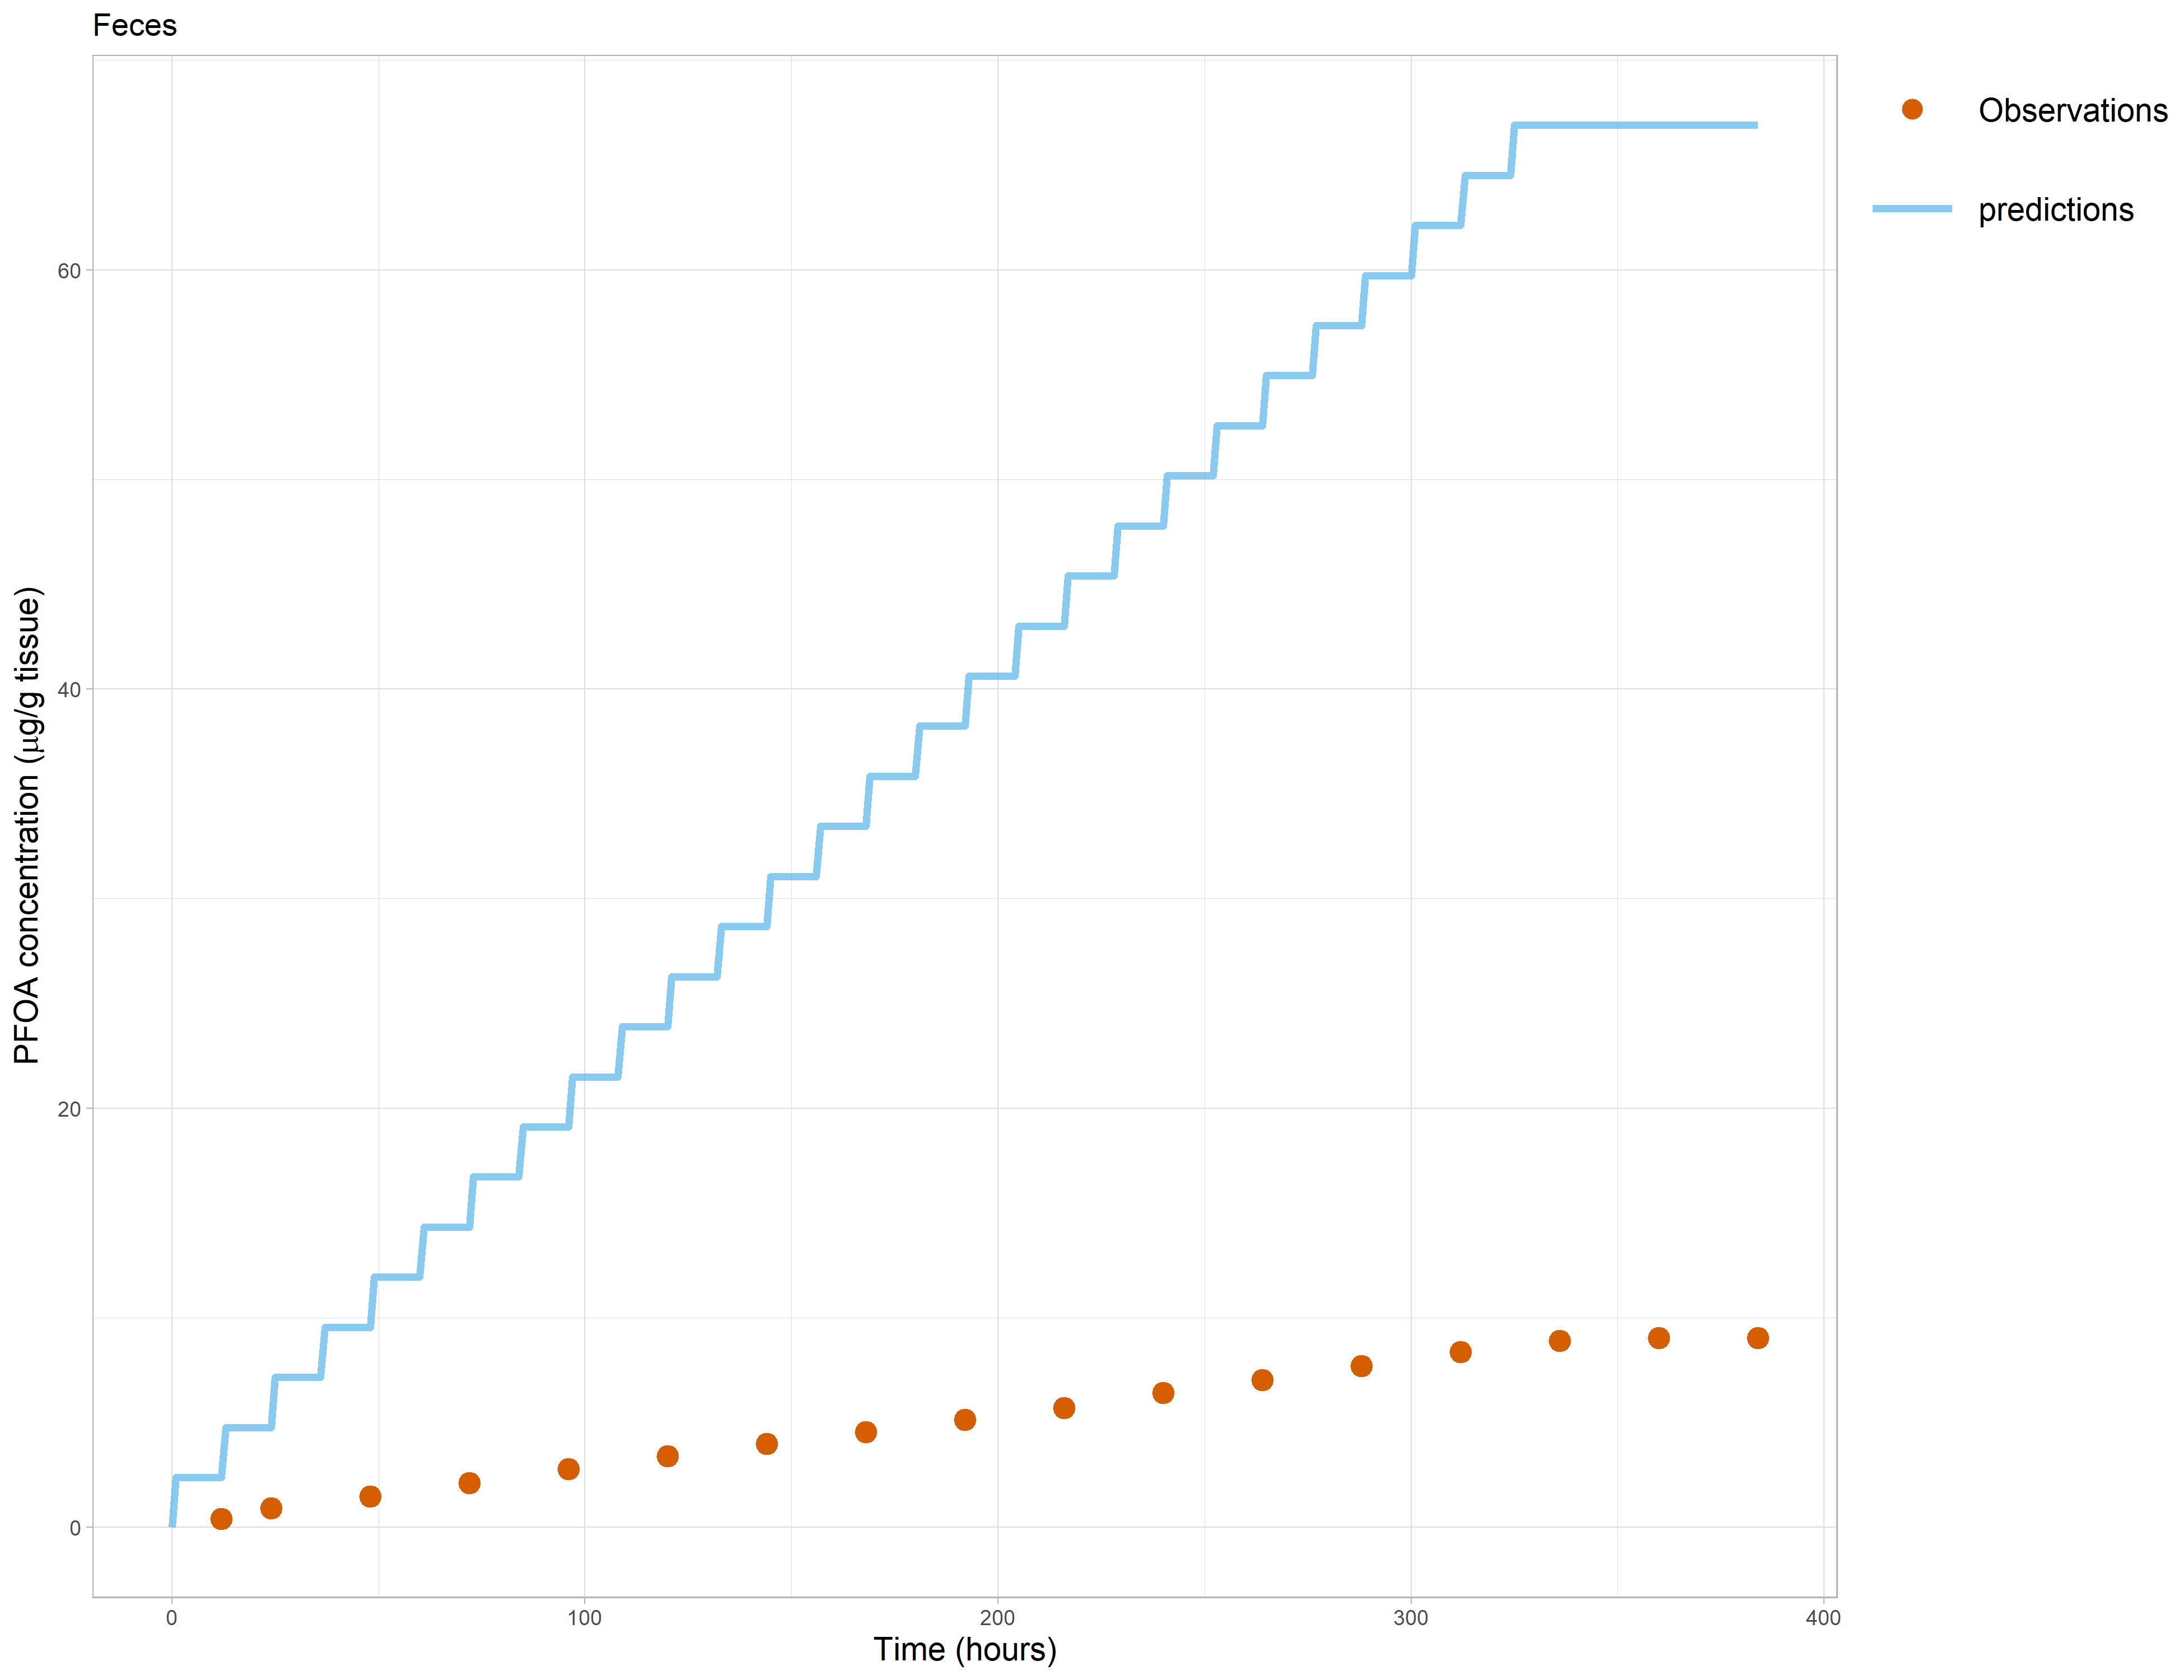 Feces
Observations
predictions
PFOA concentration (μg/g tissue)
60
40
20
0
0
100
200
300
400
Time (hours)